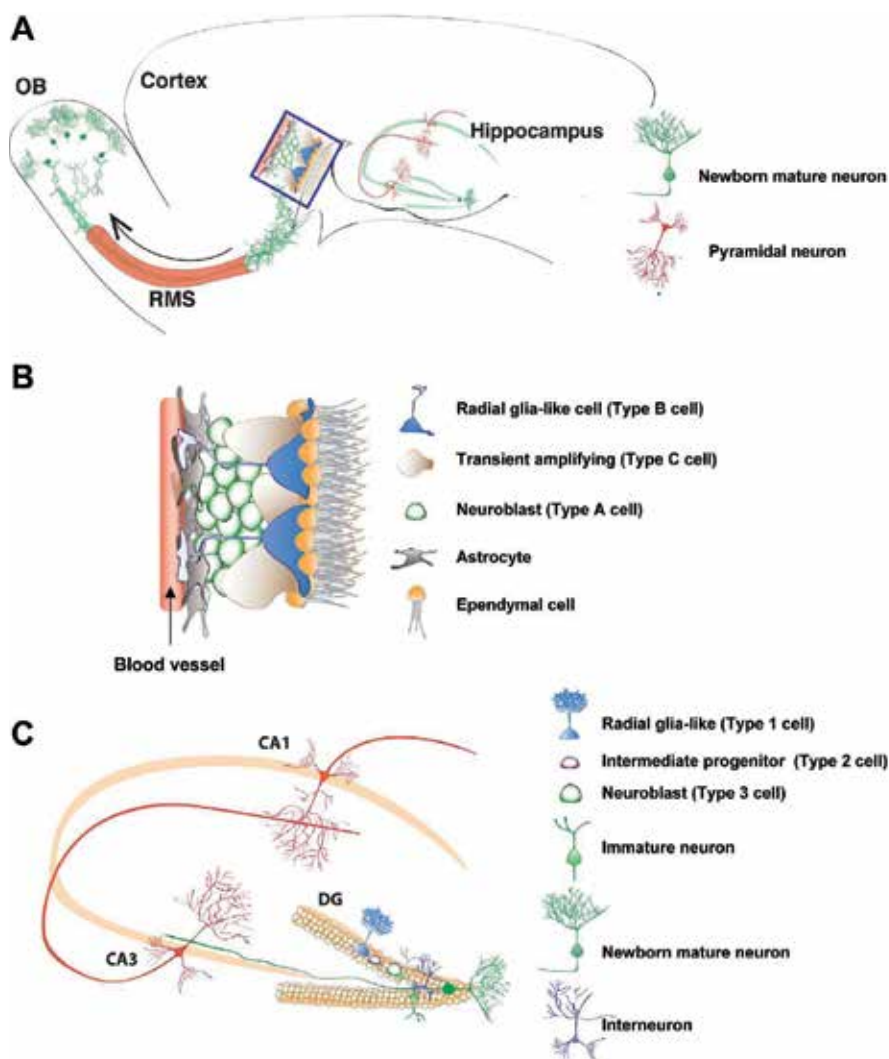 A
OB
Cortex
Hippocampus
RMS
Newborn mature neuron
Pyramidal neuron
B
Radial glia-like cell (Type B cell)
Transient amplifying (Type C cell)
Neuroblast (Type A cell)
Astrocyte
Ependymal cell
Blood vessel
C
CA1
CA3
DG
Radial glia-like (Type 1 cell)
Intermediate progenitor (Type 2 cell)
Neuroblast (Type 3 cell)
Immature neuron
Newborn mature neuron
Interneuron